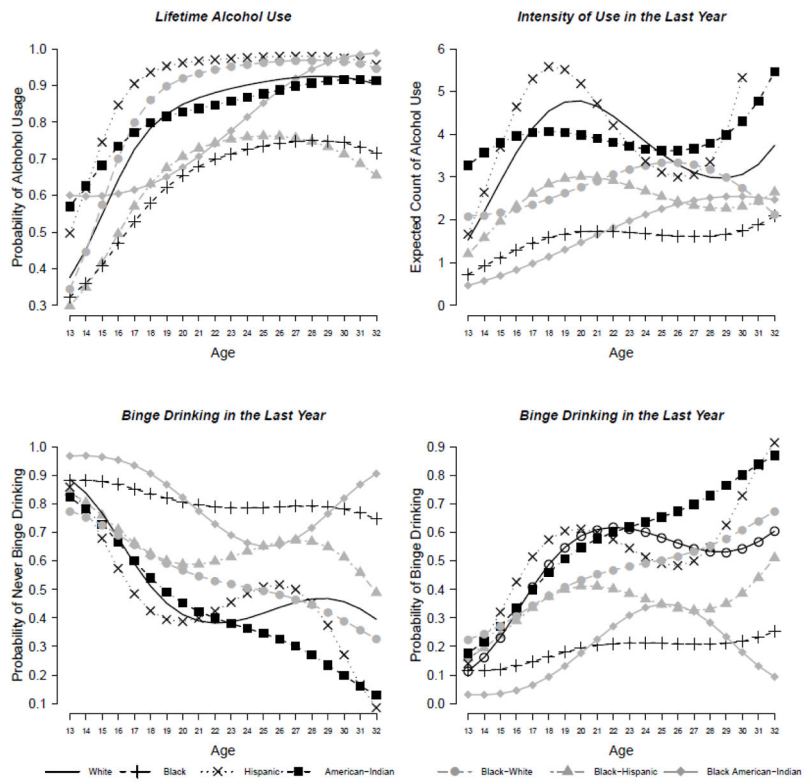 Lifetime Alcohol Use
Probability of Alchohol Usage
1.0
0.9
0.8
0.7
0.6
0.5
0.4
0.3
13 14 15 16 17 18 19 20 21 22 23 24 25 26 27 28 29 30 31 32
Age
Intensity of Use in the Last Year
Expected Count of Alcohol Use
6
5
4
3
2
1
0
13 14 15 16 17 18 19 20 21 22 23 24 25 26 27 28 29 30 31 32
Age
Binge Drinking in the Last Year
Probability of Never Binge Drinking
1.0
0.9
0.8
0.7
0.6
0.5
0.4
0.3
0.2
0.1
13 14 15 16 17 18 19 20 21 22 23 24 25 26 27 28 29 30 31 32
Age
Binge Drinking in the Last Year
Probability of Binge Drinking
0.9
0.8
0.7
0.6
0.5
0.4
0.3
0.2
0.1
0.0
13 14 15 16 17 18 19 20 21 22 23 24 25 26 27 28 29 30 31 32
Age
White Black Hispanic American-Indian Black-White Black-Hispanic Black American-Indian